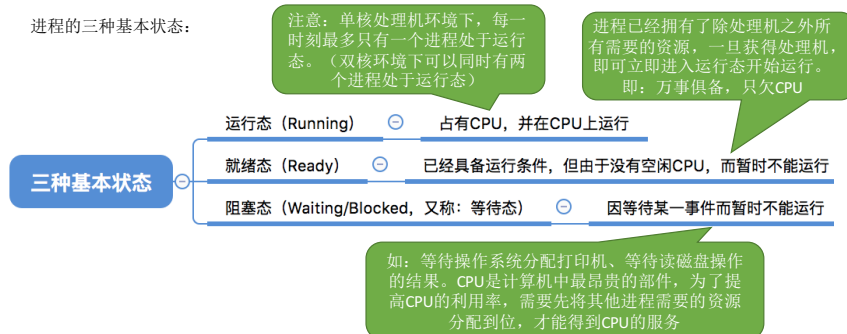 进程的三种基本状态：
注意：单核处理机环境下，每一
时刻最多只有一个进程处于运行
态。（双核环境下可以同时有两
个进程处于运行态）
进程已经拥有了除处理机之外所
有需要的资源，一旦获得处理机，
即可立即进入运行态开始运行。
即：万事俱备，只欠CPU
三种基本状态
运行态（Running） 占有CPU，并在CPU上运行
就绪态（Ready） 已经具备运行条件，但由于没有空闲CPU，而暂时不能运行
阻塞态（Waiting/Blocked，又称：等待态） 因等待某一事件而暂时不能运行
如：等待操作系统分配打印机、等待读磁盘操作
的结果。CPU是计算机中最昂贵的部件，为了提
高CPU的利用率，需要先将其他进程需要的资源
分配到位，才能得到CPU的服务